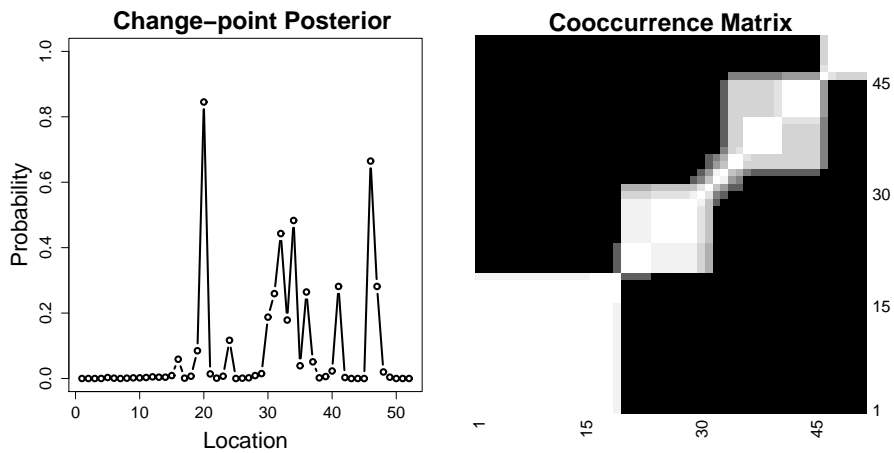 Change−point Posterior
Probability
1.0
0.8
0.6
0.4
0.2
0.0
0 10 20 30 40 50
Location
Cooccurrence Matrix
45
30
15
1
1 15 30 45